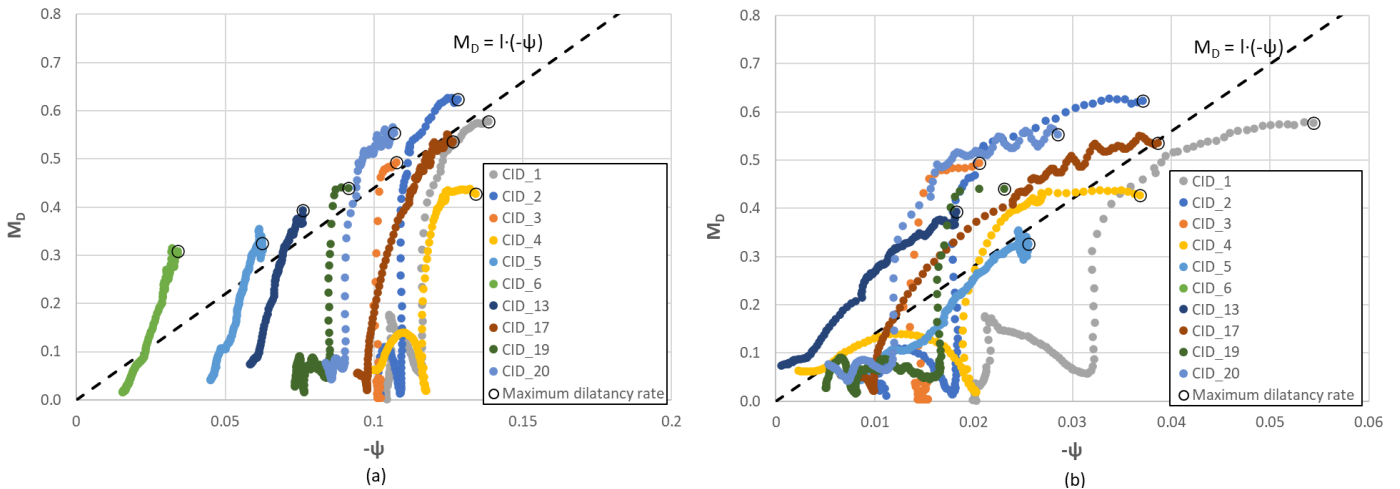 0.8
0.7
0.6
0.5
0.4
0.3
0.2
0.1
0.0
M_D
M_D = l·(-ψ)
CID_1
CID_2
CID_3
CID_4
CID_5
CID_6
CID_13
CID_17
CID_19
CID_20
Maximum dilatancy rate
0 0.05 0.1 0.15 0.2
-ψ
(a)
0.8
0.7
0.6
0.5
0.4
0.3
0.2
0.1
0.0
M_D
M_D = l·(-ψ)
CID_1
CID_2
CID_3
CID_4
CID_5
CID_6
CID_13
CID_17
CID_19
CID_20
Maximum dilatancy rate
0 0.01 0.02 0.03 0.04 0.05 0.06
-ψ
(b)